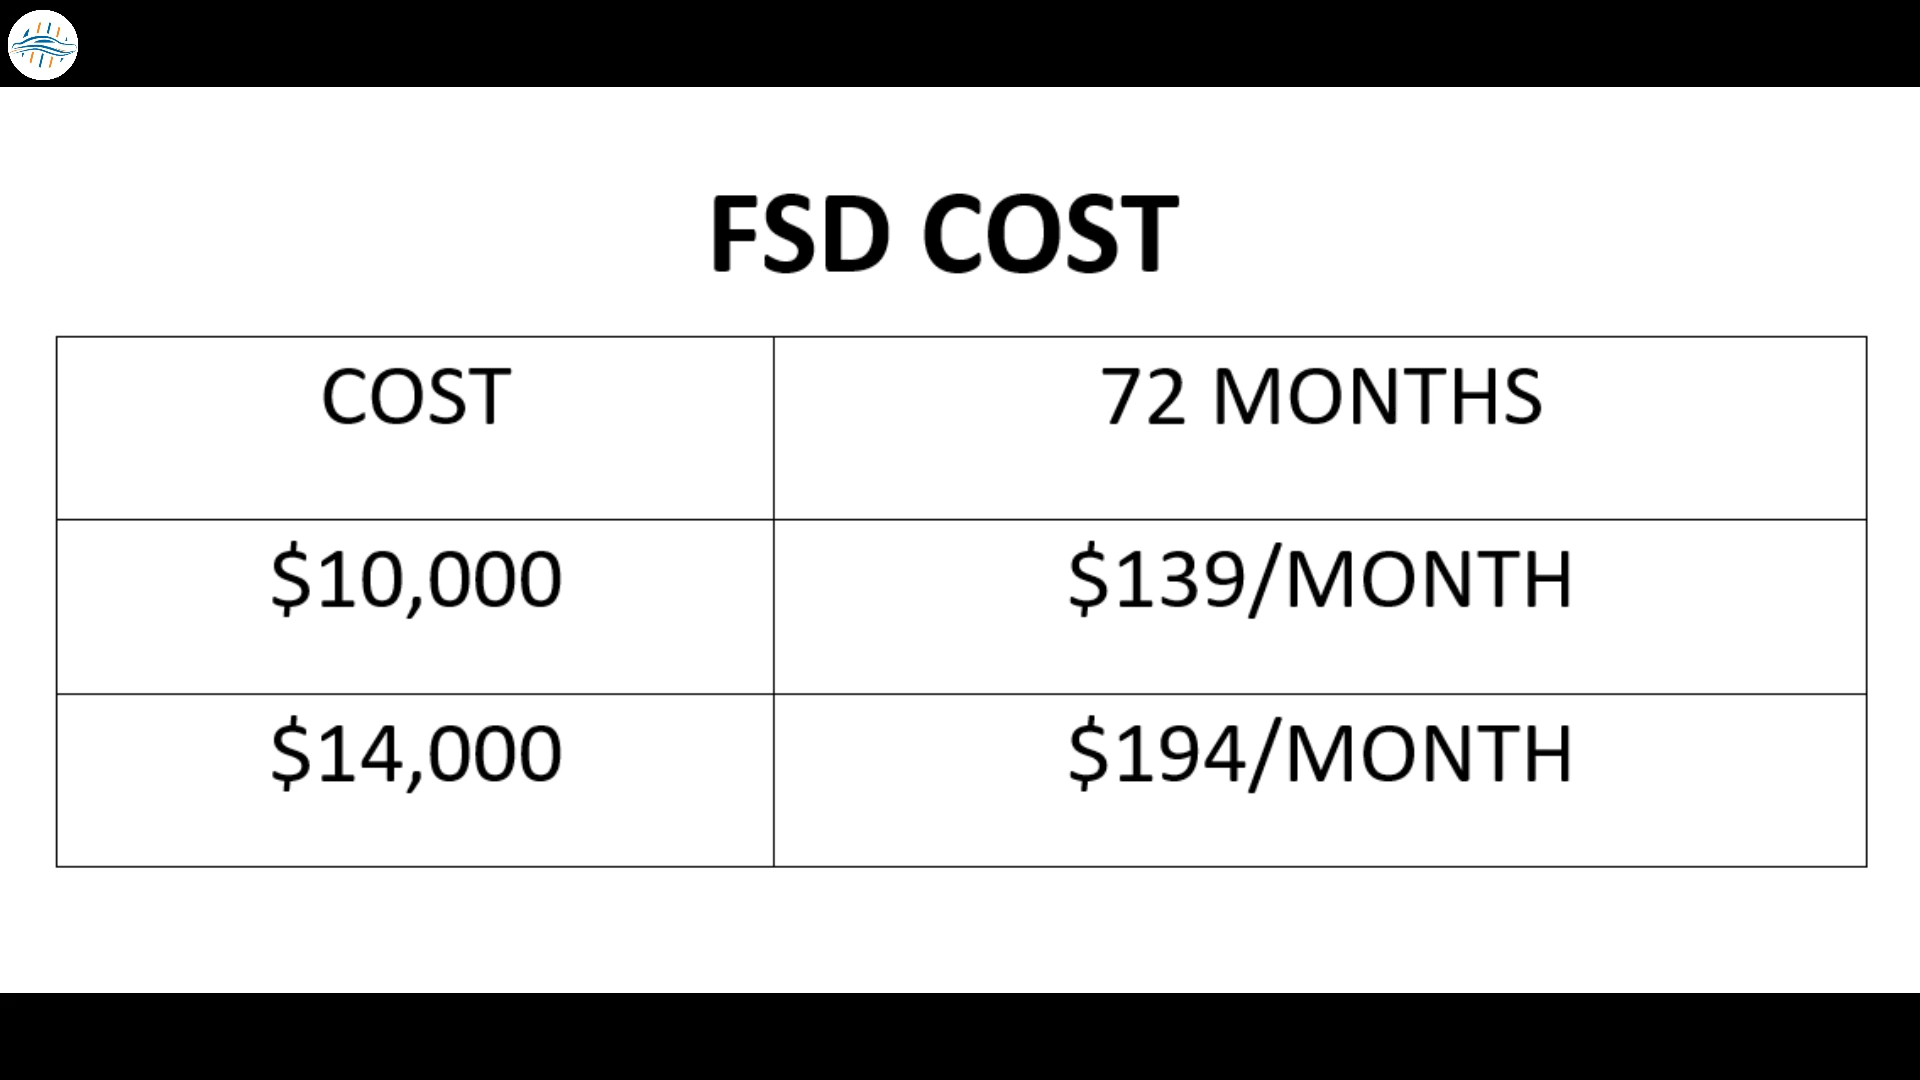 FSD COST
COST 72 MONTHS
$10,000 $139/MONTH
$14,000 $194/MONTH